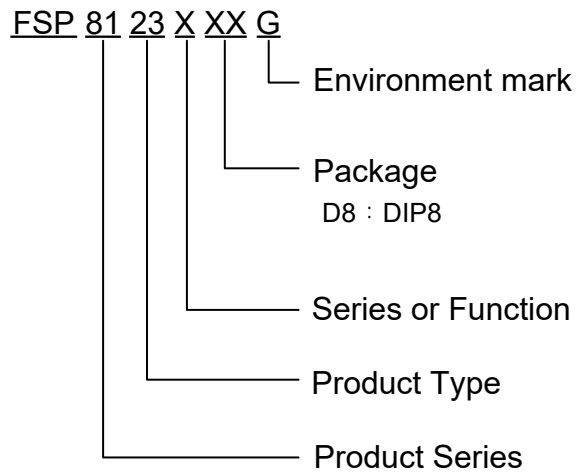 FSP 81 23 X XX G
Environment mark
Package
D8：DIP8
Series or Function
Product Type
Product Series